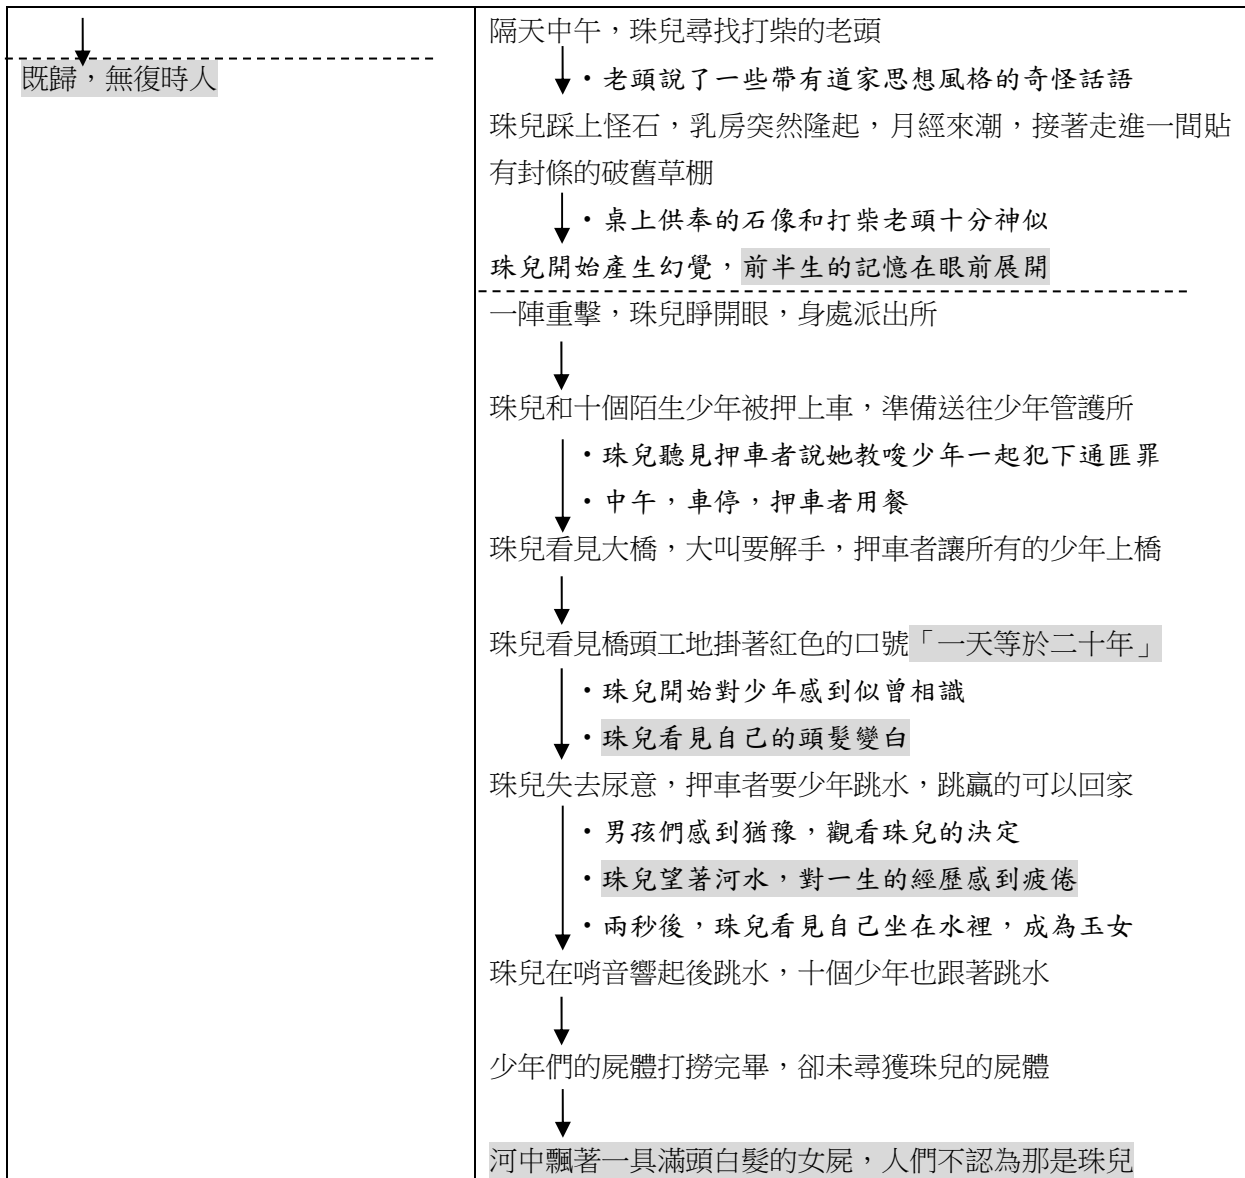 既歸，無復時人
隔天中午，珠兒尋找打柴的老頭
・老頭說了一些帶有道家思想風格的奇怪話語
珠兒踩上怪石，乳房突然隆起，月經來潮，接著走進一間貼
有封條的破舊草棚
・桌上供奉的石像和打柴老頭十分神似
珠兒開始產生幻覺，前半生的記憶在眼前展開
一陣重擊，珠兒睜開眼，身處派出所
珠兒和十個陌生少年被押上車，準備送往少年管護所
・珠兒聽見押車者說她教唆少年一起犯下通匪罪
・中午，車停，押車者用餐
珠兒看見大橋，大叫要解手，押車者讓所有的少年上橋
珠兒看見橋頭工地掛著紅色的口號「一天等於二十年」
・珠兒開始對少年感到似曾相識
・珠兒看見自己的頭髮變白
珠兒失去尿意，押車者要少年跳水，跳贏的可以回家
・男孩們感到猶豫，觀看珠兒的決定
・珠兒望著河水，對一生的經歷感到疲倦
・兩秒後，珠兒看見自己坐在水裡，成為玉女
珠兒在哨音響起後跳水，十個少年也跟著跳水
少年們的屍體打撈完畢，卻未尋獲珠兒的屍體
河中飄著一具滿頭白髮的女屍，人們不認為那是珠兒